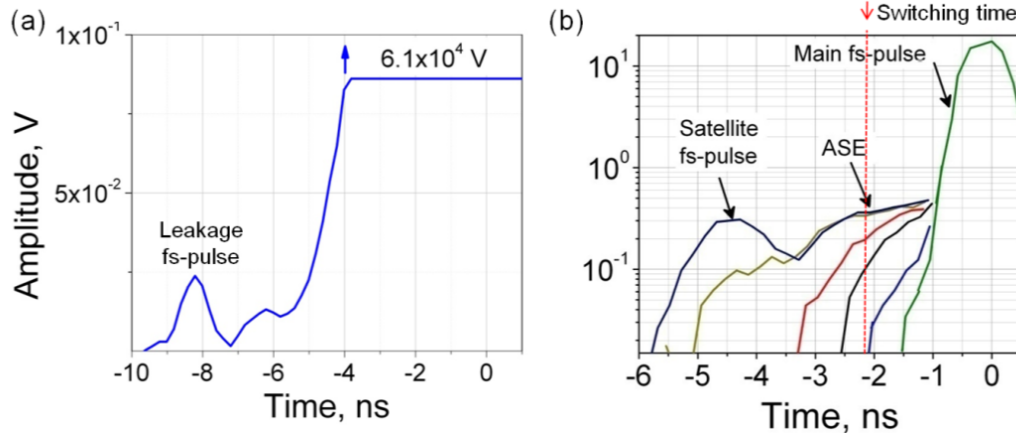 (a)
1x10⁻¹
5x10⁻²
Amplitude, V
6.1x10⁴ V
Leakage
fs-pulse
-10 -8 -6 -4 -2 0
Time, ns
(b)
Switching time
Main fs-pulse
Satellite
fs-pulse
ASE
10¹
10⁰
10⁻¹
-6 -5 -4 -3 -2 -1 0
Time, ns